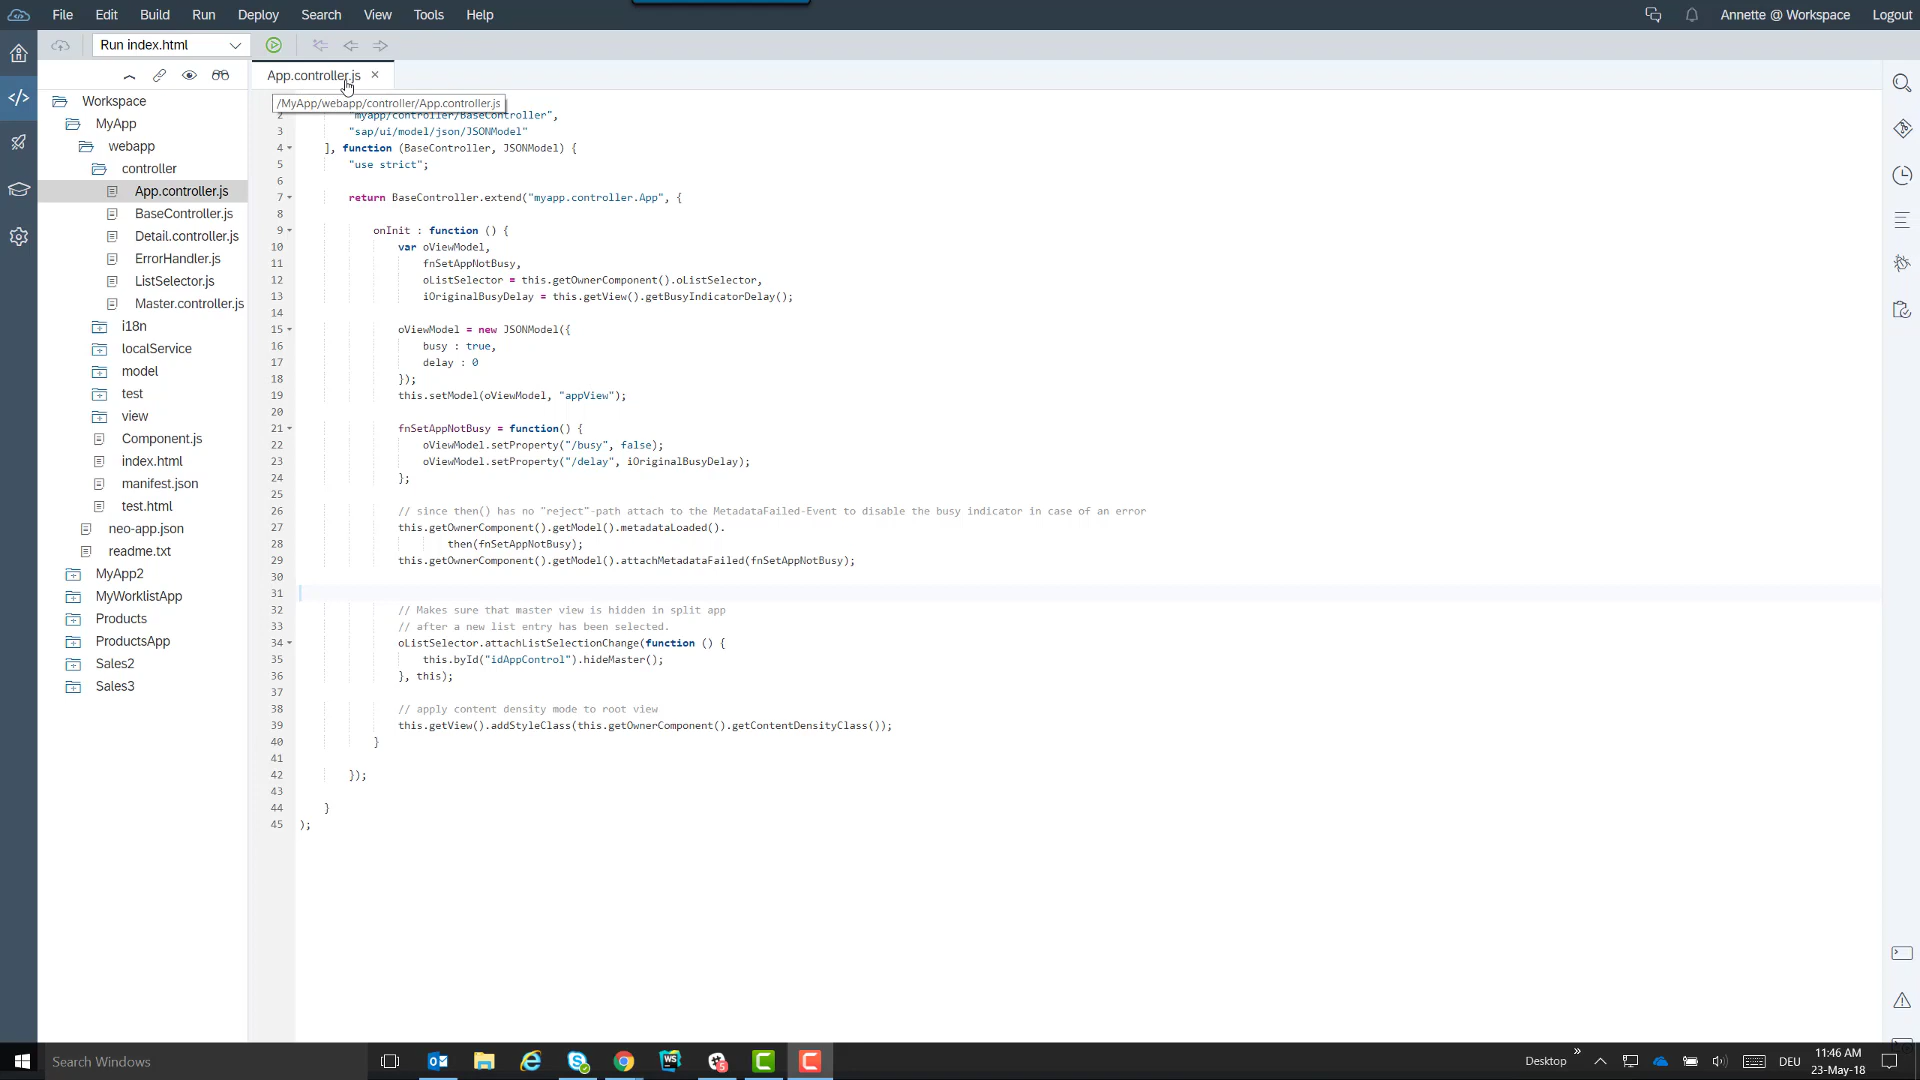 File Edit Build Run Deploy Search View Tools Help Annette @ Workspace Logout
Run index.html
App.controller.js
/MyApp/webapp/controller/App.controller.js
Workspace
MyApp
webapp
controller
App.controller.js
BaseController.js
Detail.controller.js
ErrorHandler.js
ListSelector.js
Master.controller.js
i18n
localService
model
test
view
Component.js
index.html
manifest.json
test.html
neo-app.json
readme.txt
MyApp2
MyWorklistApp
Products
ProductsApp
Sales2
Sales3
2 "myapp/controller/BaseController",
3 "sap/ui/model/json/JSONModel"
4 ], function (BaseController, JSONModel) {
5 "use strict";
6
7 return BaseController.extend("myapp.controller.App", {
8
9 onInit : function () {
10 var oViewModel,
11 fnSetAppNotBusy,
12 oListSelector = this.getOwnerComponent().oListSelector,
13 iOriginalBusyDelay = this.getView().getBusyIndicatorDelay();
14
15 oViewModel = new JSONModel({
16 busy : true,
17 delay : 0
18 });
19 this.setModel(oViewModel, "appView");
20
21 fnSetAppNotBusy = function() {
22 oViewModel.setProperty("/busy", false);
23 oViewModel.setProperty("/delay", iOriginalBusyDelay);
24 };
25
26 // since then() has no "reject"-path attach to the MetadataFailed-Event to disable the busy indicator in case of an error
27 this.getOwnerComponent().getModel().metadataLoaded().
28 then(fnSetAppNotBusy);
29 this.getOwnerComponent().getModel().attachMetadataFailed(fnSetAppNotBusy);
30
31
32 // Makes sure that master view is hidden in split app
33 // after a new list entry has been selected.
34 oListSelector.attachListSelectionChange(function () {
35 this.byId("idAppControl").hideMaster();
36 }, this);
37
38 // apply content density mode to root view
39 this.getView().addStyleClass(this.getOwnerComponent().getContentDensityClass());
40 }
41
42 });
43
44 }
45 );
Search Windows
Desktop
DEU
11:46 AM
23-May-18